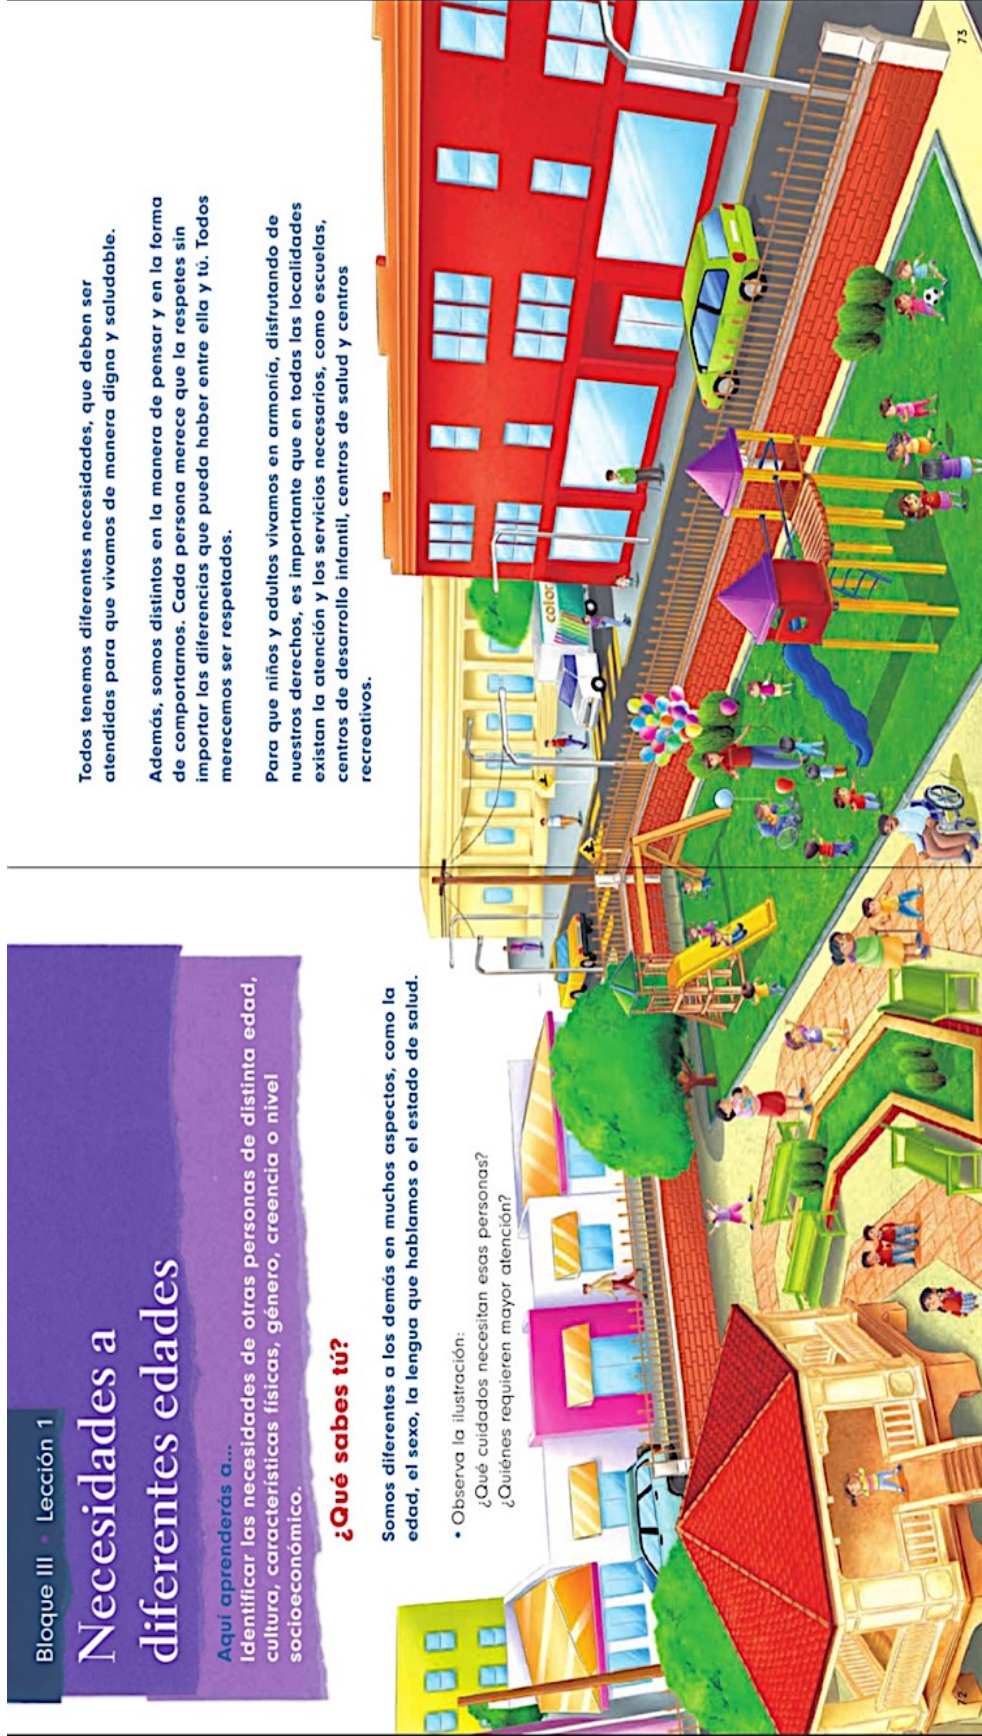 Bloque III • Lección 1
Necesidades a
diferentes edades
Aquí aprenderás a...
Identificar las necesidades de otras personas de distinta edad,
cultura, características físicas, género, creencia o nivel
socioeconómico.
¿Qué sabes tú?
Somos diferentes a los demás en muchos aspectos, como la
edad, el sexo, la lengua que hablamos o el estado de salud.
• Observa la ilustración:
¿Qué cuidados necesitan esas personas?
¿Quiénes requieren mayor atención?
72
Todos tenemos diferentes necesidades, que deben ser
atendidas para que vivamos de manera digna y saludable.
Además, somos distintos en la manera de pensar y en la forma
de comportarnos. Cada persona merece que la respetes sin
importar las diferencias que pueda haber entre ella y tú. Todos
merecemos ser respetados.
Para que niños y adultos vivamos en armonía, disfrutando de
nuestros derechos, es importante que en todas las localidades
existan la atención y los servicios necesarios, como escuelas,
centros de desarrollo infantil, centros de salud y centros
recreativos.
color
73